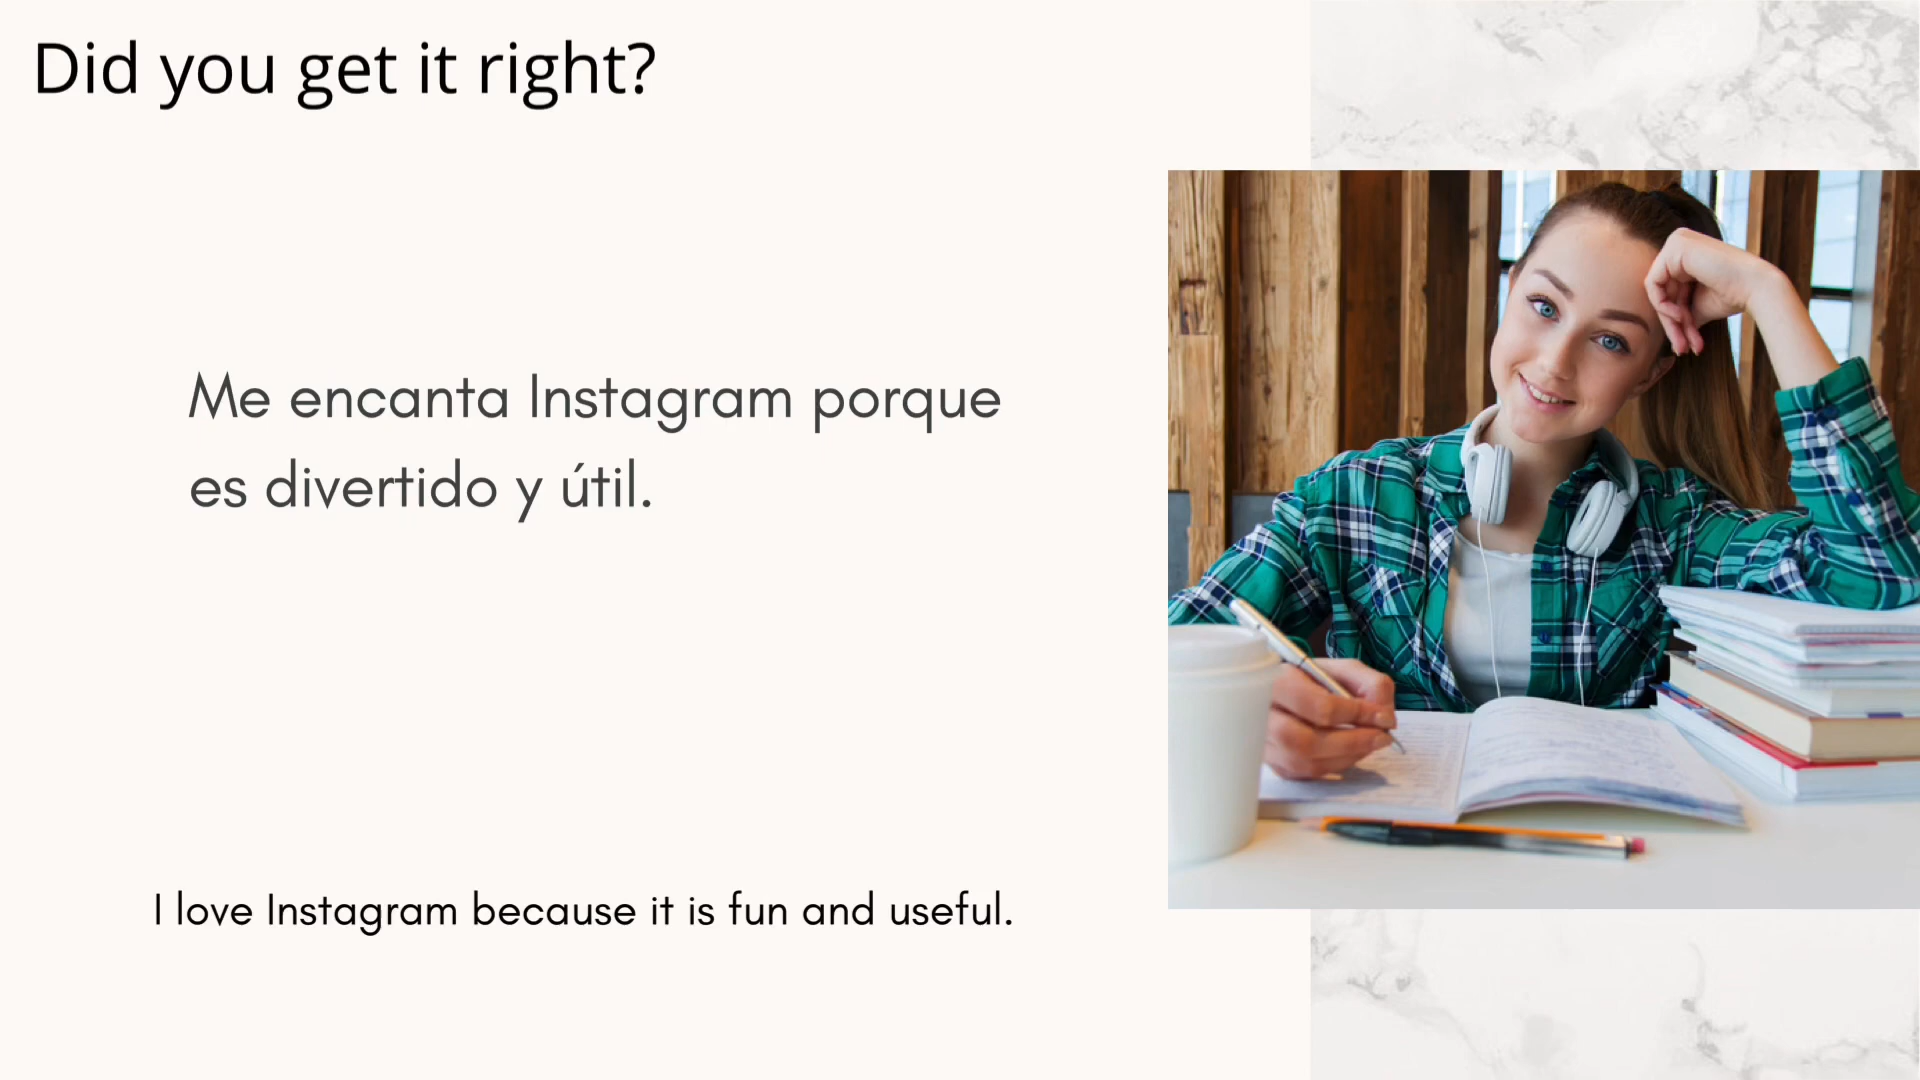 Did you get it right?
Me encanta Instagram porque
es divertido y útil.
I love Instagram because it is fun and useful.